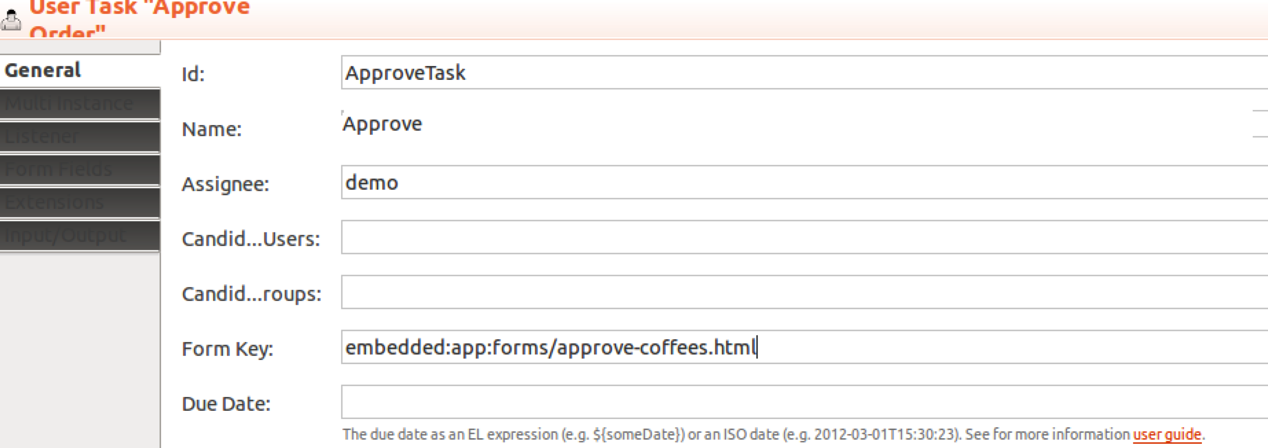 User Task "Approve
Order"
General
Multi Instance
Listener
Form Fields
Extensions
Input/Output
Id:
ApproveTask
Name:
Approve
Assignee:
demo
Candid...Users:
Candid...roups:
Form Key:
embedded:app:forms/approve-coffees.html
Due Date:
The due date as an EL expression (e.g. ${someDate}) or an ISO date (e.g. 2012-03-01T15:30:23). See for more information user guide.